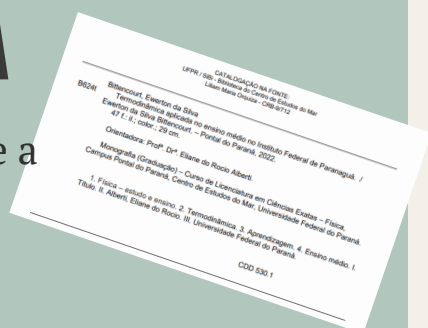 A
e a
CATALOGAÇÃO NA FONTE:
UFPR / SiBi - Biblioteca do Centro de Estudos do Mar
Liliam Maria Orquiza - CRB-9/712
B624t Bittencourt, Ewerton da Silva
Termodinâmica aplicada no ensino médio no Instituto Federal de Paranaguá. /
Ewerton da Silva Bittencourt. – Pontal do Paraná, 2022.
47 f.: il.; color.; 29 cm.
Orientadora: Profª. Drª. Eliane do Rocio Alberti.
Monografia (Graduação) – Curso de Licenciatura em Ciências Exatas – Física,
Campus Pontal do Paraná, Centro de Estudos do Mar, Universidade Federal do Paraná.
1. Física – estudo e ensino. 2. Termodinâmica. 3. Aprendizagem. 4. Ensino médio. I.
Título. II. Alberti, Eliane do Rocio. III. Universidade Federal do Paraná.
CDD 530.1